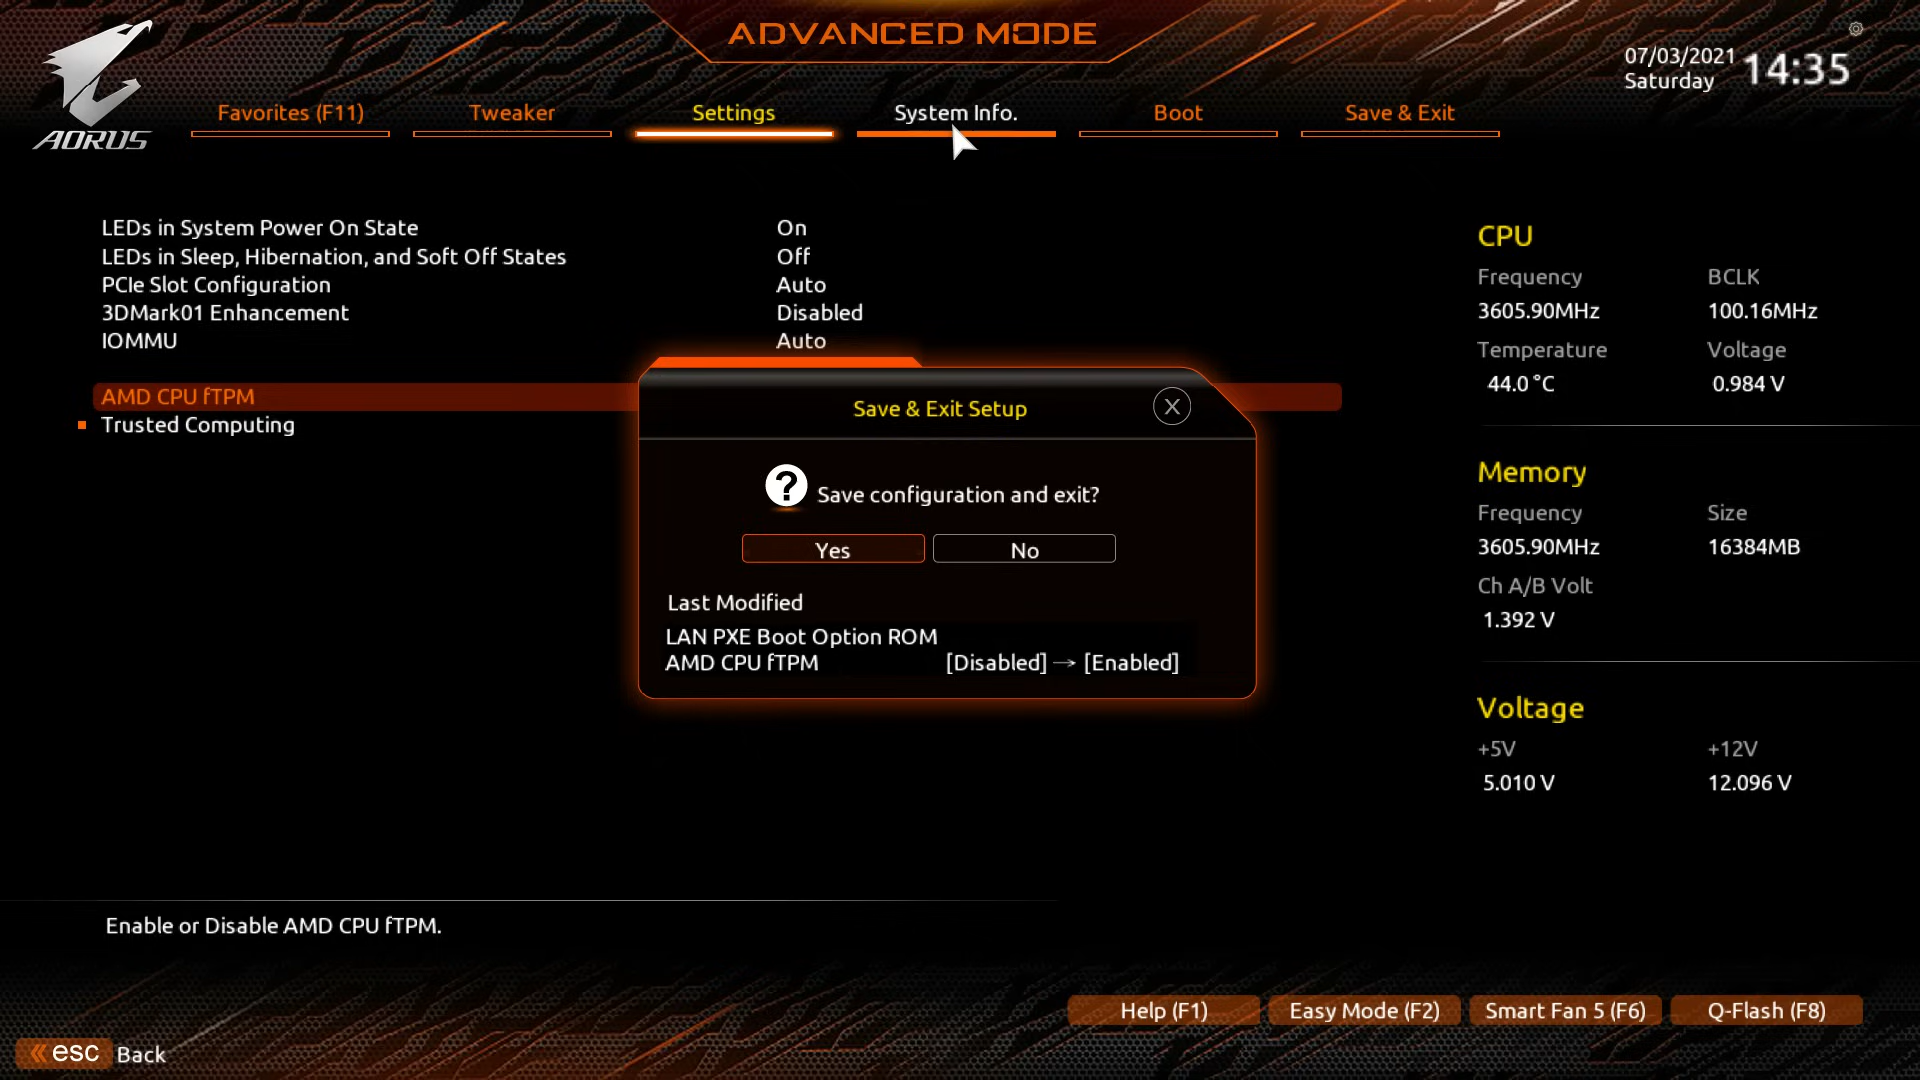 ADVANCED MODE
07/03/2021
Saturday
14:35
AORUS
Favorites (F11)
Tweaker
Settings
System Info.
Boot
Save & Exit
LEDs in System Power On State On
LEDs in Sleep, Hibernation, and Soft Off States Off
PCIe Slot Configuration Auto
3DMark01 Enhancement Disabled
IOMMU Auto
AMD CPU fTPM
Trusted Computing
Save & Exit Setup
X
? Save configuration and exit?
Yes No
Last Modified
LAN PXE Boot Option ROM
AMD CPU fTPM [Disabled] → [Enabled]
CPU
Frequency BCLK
3605.90MHz 100.16MHz
Temperature Voltage
44.0 °C 0.984 V
Memory
Frequency Size
3605.90MHz 16384MB
Ch A/B Volt
1.392 V
Voltage
+5V +12V
5.010 V 12.096 V
Enable or Disable AMD CPU fTPM.
Help (F1)
Easy Mode (F2)
Smart Fan 5 (F6)
Q-Flash (F8)
esc Back